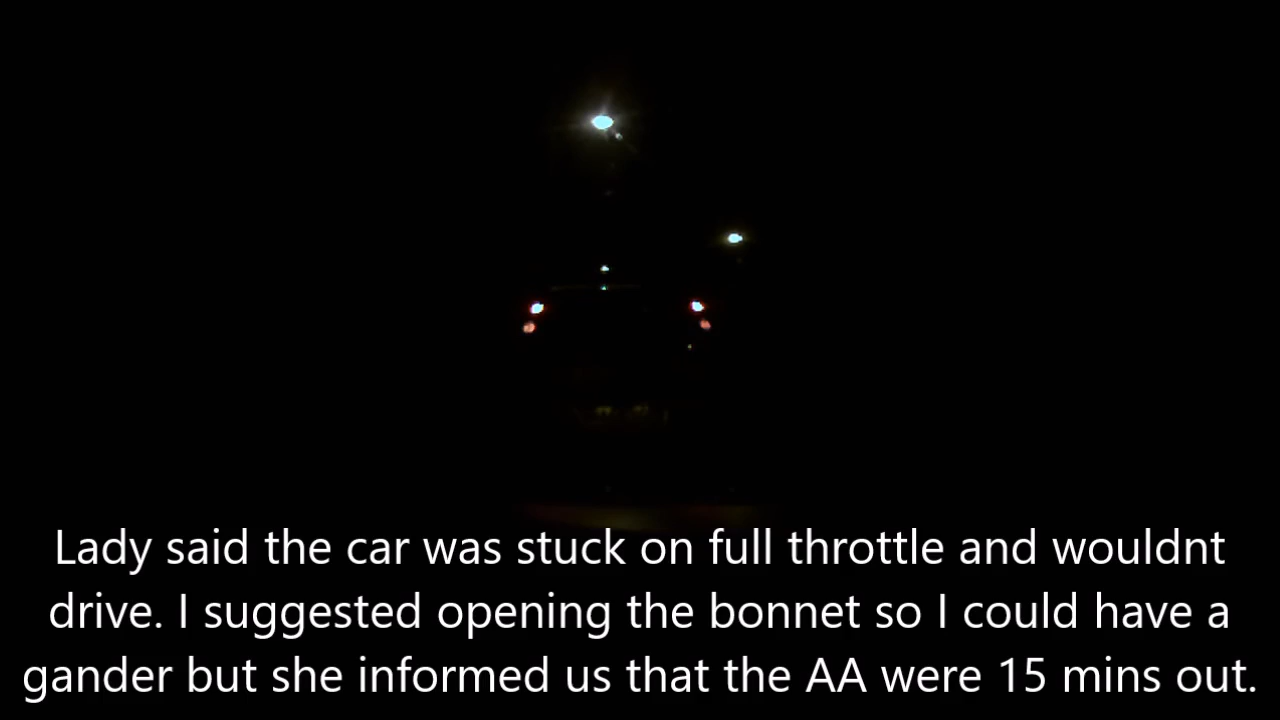 Lady said the car was stuck on full throttle and wouldnt
drive. I suggested opening the bonnet so I could have a
gander but she informed us that the AA were 15 mins out.